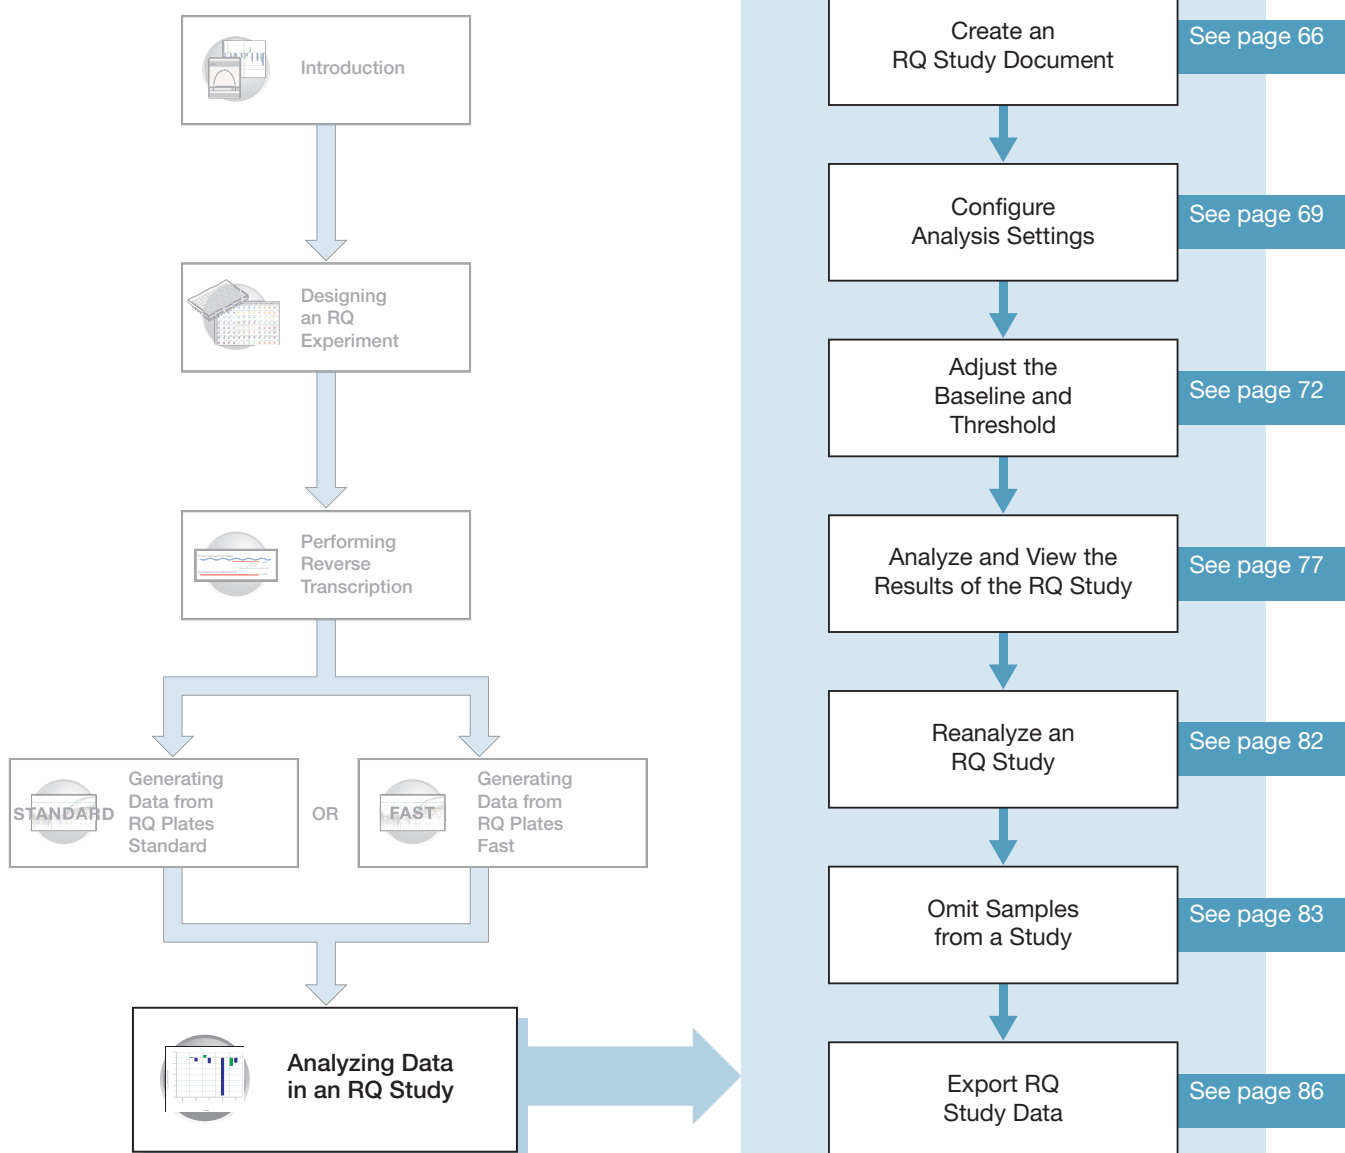 Introduction
Designing
an RQ
Experiment
Performing
Reverse
Transcription
STANDARD
Generating
Data from
RQ Plates
Standard
OR
FAST
Generating
Data from
RQ Plates
Fast
Analyzing Data
in an RQ Study
Create an
RQ Study Document
See page 66
Configure
Analysis Settings
See page 69
Adjust the
Baseline and
Threshold
See page 72
Analyze and View the
Results of the RQ Study
See page 77
Reanalyze an
RQ Study
See page 82
Omit Samples
from a Study
See page 83
Export RQ
Study Data
See page 86